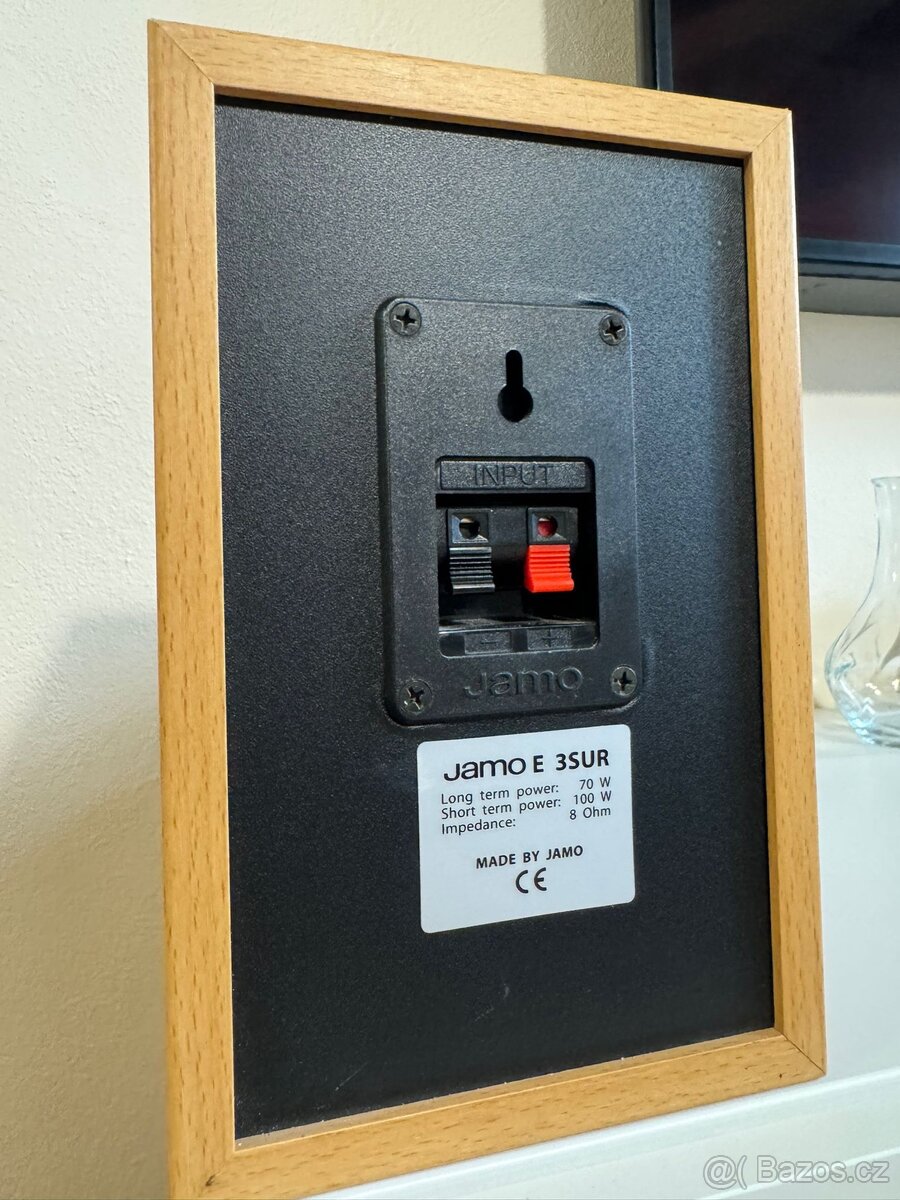 INPUT
- +
Jamo
Jamo E 3SUR
Long term power: 70 W
Short term power: 100 W
Impedance: 8 Ohm
MADE BY JAMO
CE
@( Bazos.cz